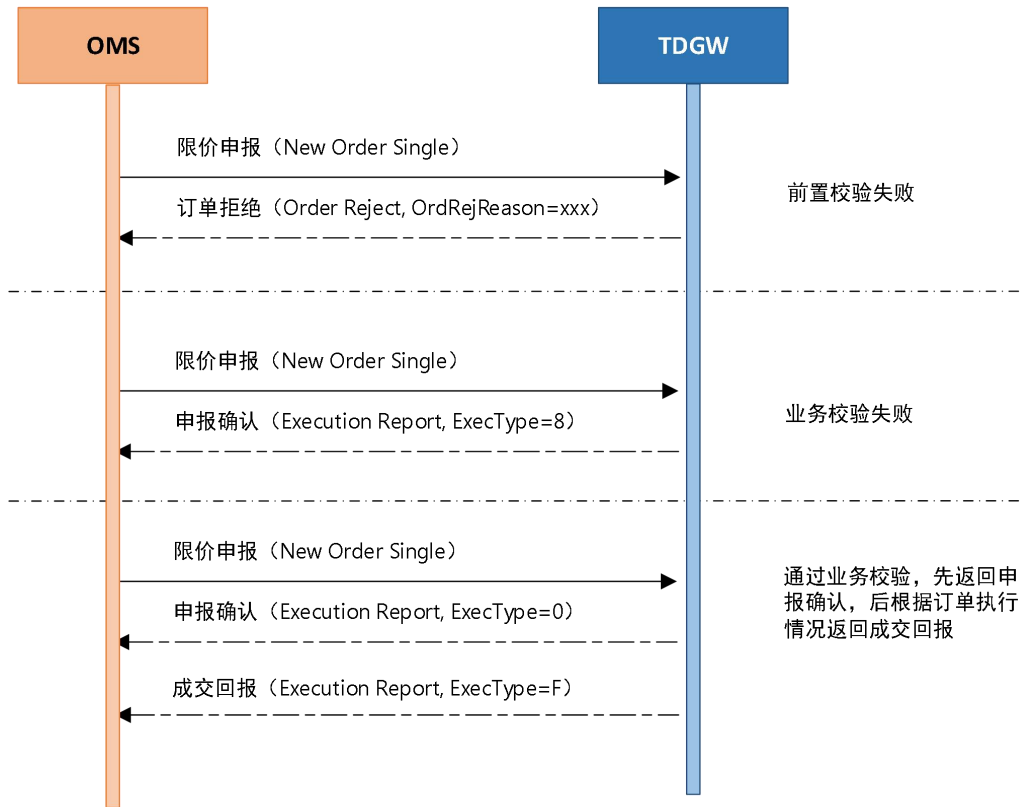 OMS
TDGW
限价申报（New Order Single）
订单拒绝（Order Reject, OrdRejReason=xxx）
前置校验失败
限价申报（New Order Single）
申报确认（Execution Report, ExecType=8）
业务校验失败
限价申报（New Order Single）
申报确认（Execution Report, ExecType=0）
成交回报（Execution Report, ExecType=F）
通过业务校验，先返回申
报确认，后根据订单执行
情况返回成交回报